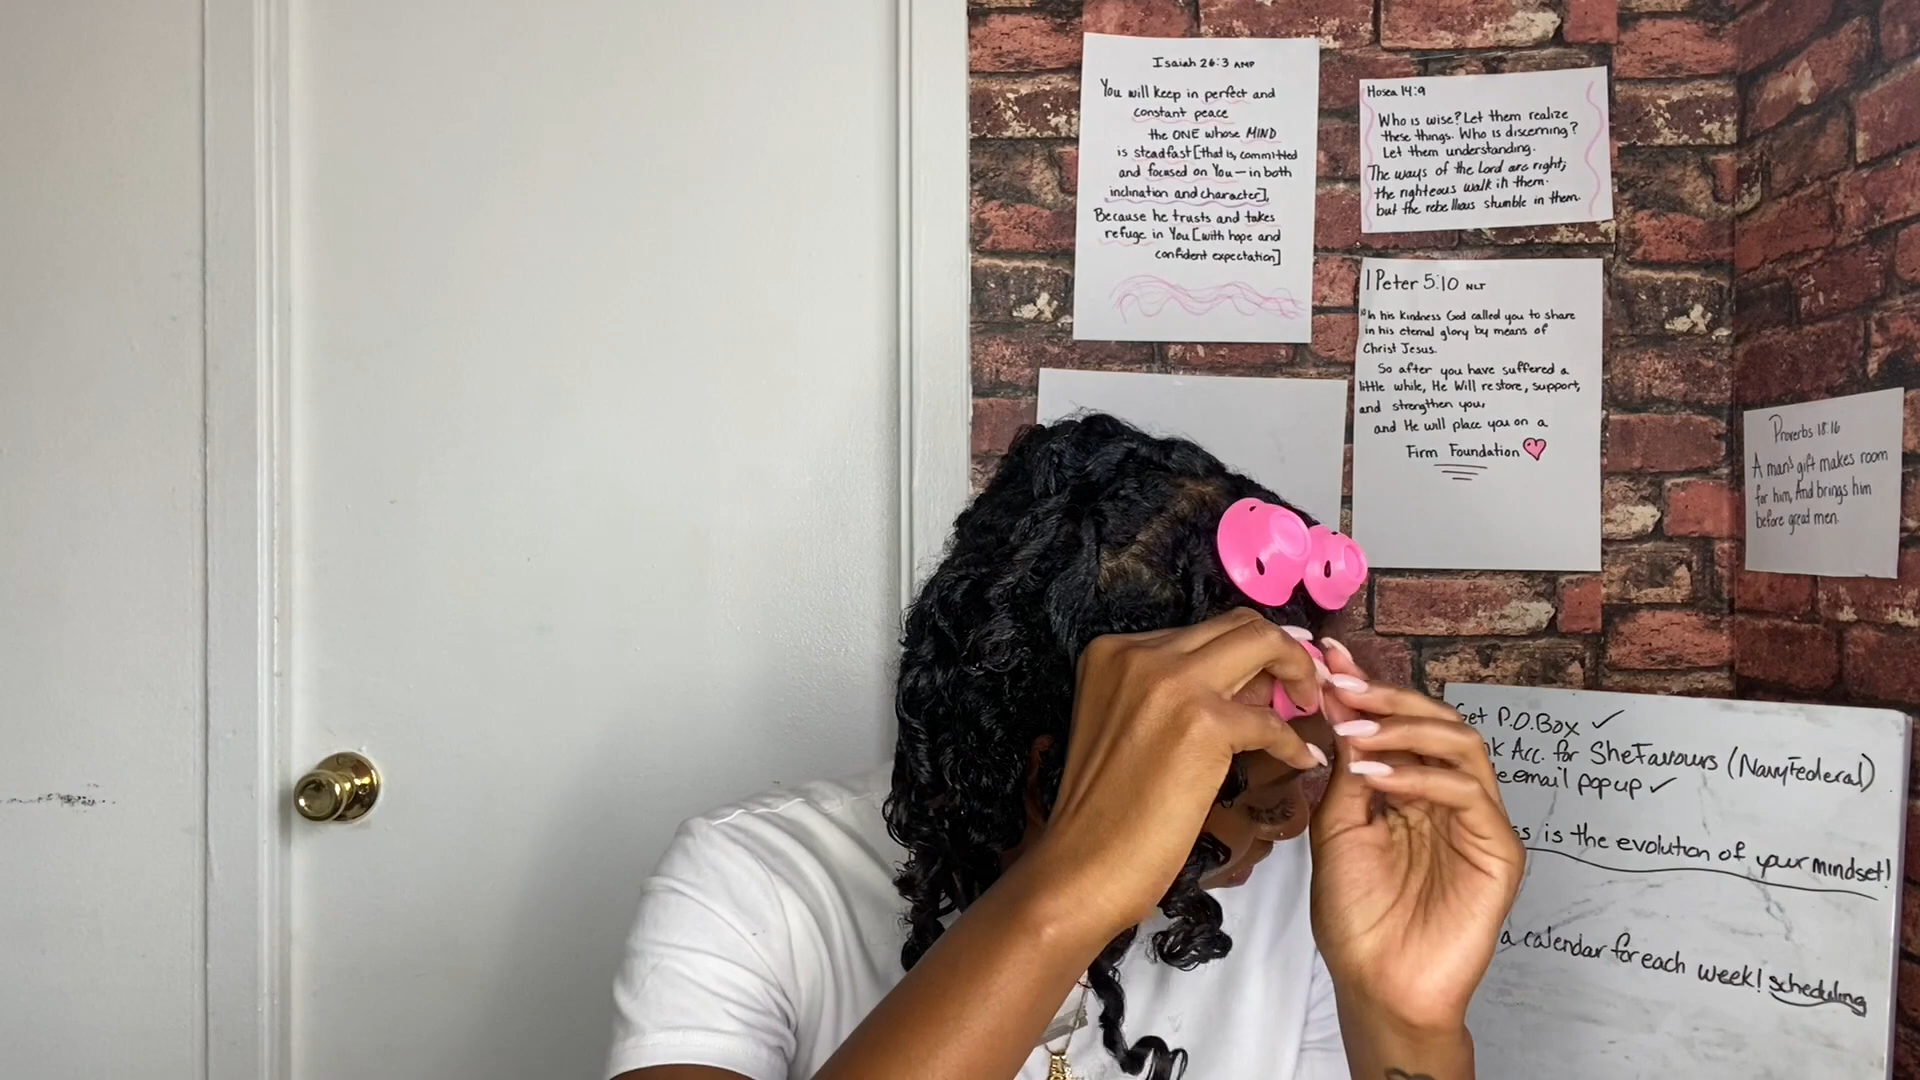 Isaiah 26:3 AMP
You will keep in perfect and
constant peace
the ONE whose MIND
is steadfast [that is, committed
and focused on You — in both
inclination and character],
Because he trusts and takes
refuge in You [with hope and
confident expectation]
Hosea 14:9
Who is wise? Let them realize
these things. Who is discerning?
Let them understanding.
The ways of the Lord are right;
the righteous walk in them.
but the rebellious stumble in them.
1 Peter 5:10 NLT
10 In his kindness God called you to share
in his eternal glory by means of
Christ Jesus.
So after you have suffered a
little while, He Will restore, support,
and strengthen you,
and He will place you on a
Firm Foundation
Proverbs 18:16
A man's gift makes room
for him, And brings him
before great men.
Get P.O.Box ✓
Acc. for SheFavours (NavyFederal)
email popup ✓
is the evolution of your mindset!
a calendar for each week! scheduling